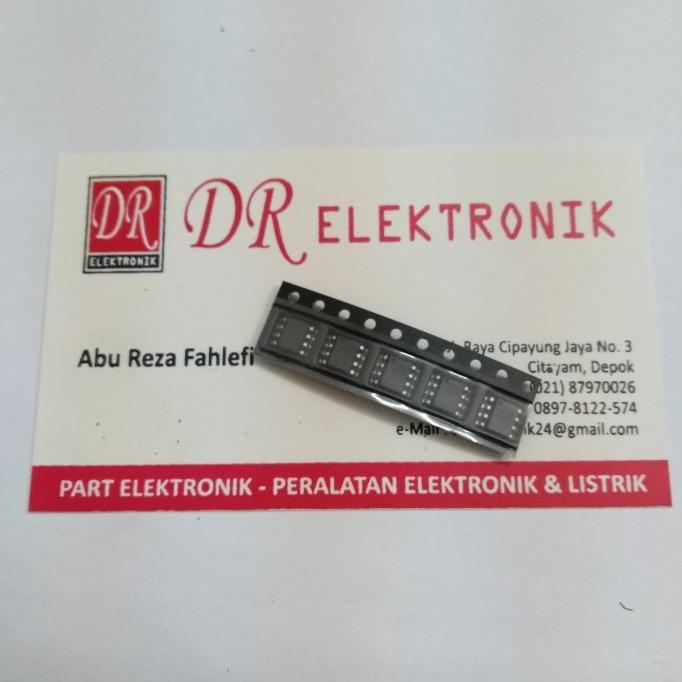 DR
ELEKTRONIK
DR ELEKTRONIK
Abu Reza Fahlefi
Raya Cipayung Jaya No. 3
Citayam, Depok
(021) 87970026
0897-8122-574
e-Mail k24@gmail.com
PART ELEKTRONIK - PERALATAN ELEKTRONIK & LISTRIK